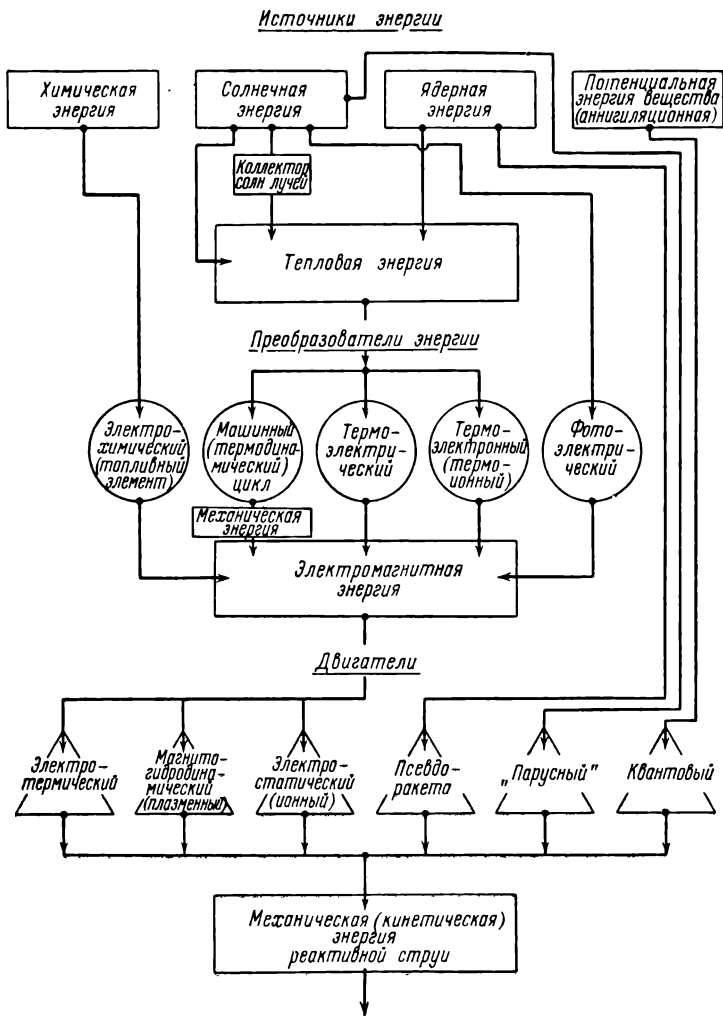 Источники энергии
Химическая
энергия
Солнечная
энергия
Ядерная
энергия
Потенциальная
энергия вещества
(аннигиляционная)
Коллектор
солн лучей
Тепловая энергия
Преобразователи энергии
Электро-
химический
(топливный
элемент)
Машинный
(термодина-
мический)
цикл
Термо-
электри-
ческий
Термо-
электронный
(термо-
ионный)
Фото-
электри-
ческий
Механическая
энергия
Электромагнитная
энергия
Двигатели
Электро-
термический
Магнито-
гидродина-
мический
(плазменный)
Электро-
статический
(ионный)
Псевдо-
ракета
„Парусный"
Квантовый
Механическая (кинетическая)
энергия
реактивной струи